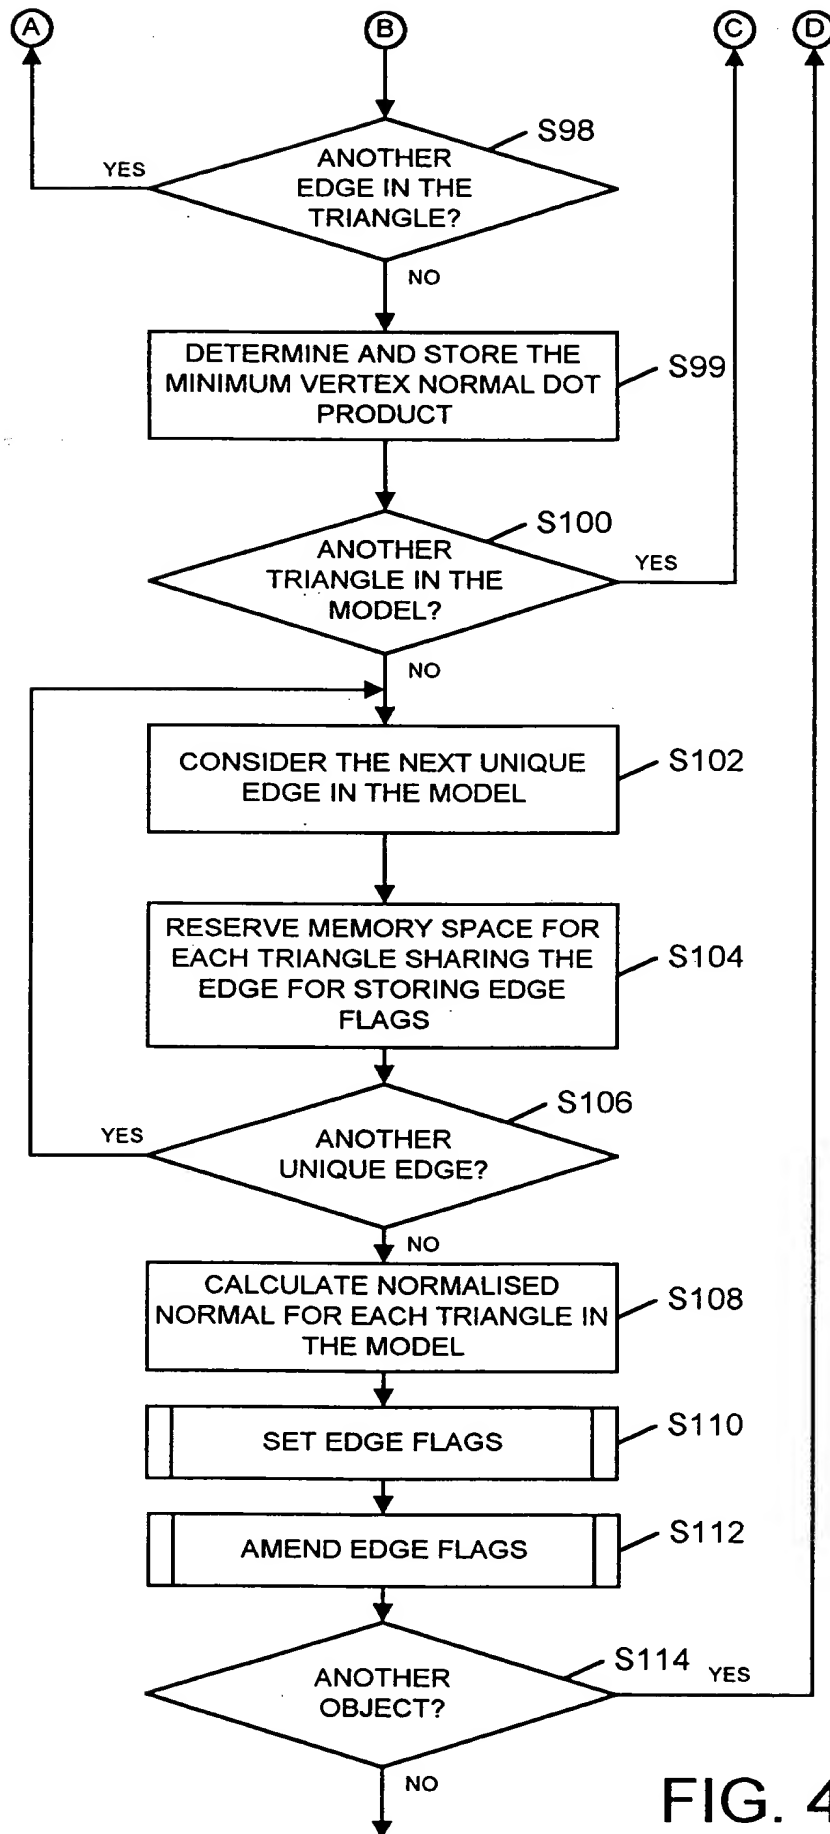 A
B
C
D
S98
YES
ANOTHER
EDGE IN THE
TRIANGLE?
NO
DETERMINE AND STORE THE
MINIMUM VERTEX NORMAL DOT
PRODUCT
S99
S100
ANOTHER
TRIANGLE IN THE
MODEL?
YES
NO
CONSIDER THE NEXT UNIQUE
EDGE IN THE MODEL
S102
RESERVE MEMORY SPACE FOR
EACH TRIANGLE SHARING THE
EDGE FOR STORING EDGE
FLAGS
S104
S106
YES
ANOTHER
UNIQUE EDGE?
NO
CALCULATE NORMALISED
NORMAL FOR EACH TRIANGLE IN
THE MODEL
S108
SET EDGE FLAGS
S110
AMEND EDGE FLAGS
S112
S114
ANOTHER
OBJECT?
YES
NO
FIG. 4